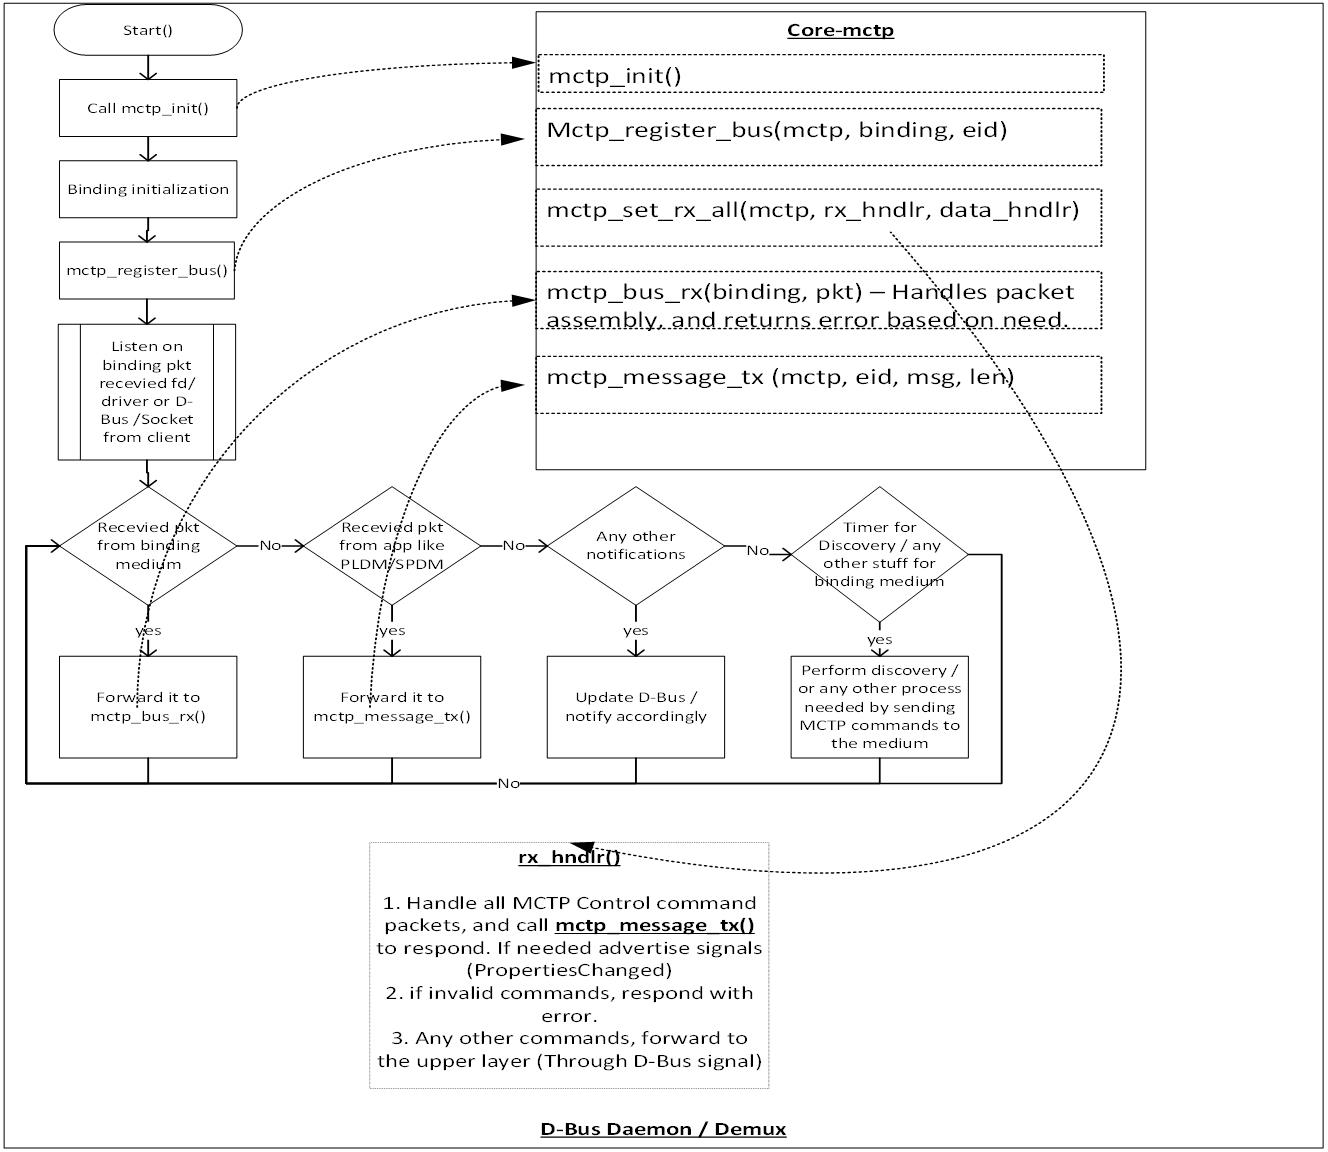 Start()
Call mctp_init()
Binding initialization
mctp_register_bus()
Listen on
binding pkt
recevied fd/
driver or D-
Bus /Socket
from client
Core-mctp
mctp_init()
Mctp_register_bus(mctp, binding, eid)
mctp_set_rx_all(mctp, rx_hndlr, data_hndlr)
mctp_bus_rx(binding, pkt) – Handles packet
assembly, and returns error based on need.
mctp_message_tx (mctp, eid, msg, len)
Recevied pkt
from binding
medium
No
Recevied pkt
from app like
PLDM/SPDM
No
Any other
notifications
No
Timer for
Discovery / any
other stuff for
binding medium
yes
yes
yes
yes
Forward it to
mctp_bus_rx()
Forward it to
mctp_message_tx()
Update D-Bus /
notify accordingly
Perform discovery /
or any other process
needed by sending
MCTP commands to
the medium
No
rx_hndlr()
1. Handle all MCTP Control command
packets, and call mctp_message_tx()
to respond. If needed advertise signals
(PropertiesChanged)
2. if invalid commands, respond with
error.
3. Any other commands, forward to
the upper layer (Through D-Bus signal)
D-Bus Daemon / Demux